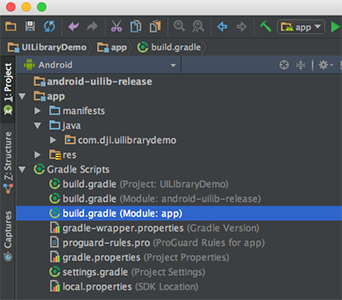 app
UILibraryDemo app build.gradle
1: Project
Android
android-uilib-release
app
manifests
java
com.dji.uilibrarydemo
res
Gradle Scripts
build.gradle (Project: UILibraryDemo)
build.gradle (Module: android-uilib-release)
build.gradle (Module: app)
gradle-wrapper.properties (Gradle Version)
proguard-rules.pro (ProGuard Rules for app)
gradle.properties (Project Properties)
settings.gradle (Project Settings)
local.properties (SDK Location)
Z: Structure
Captures